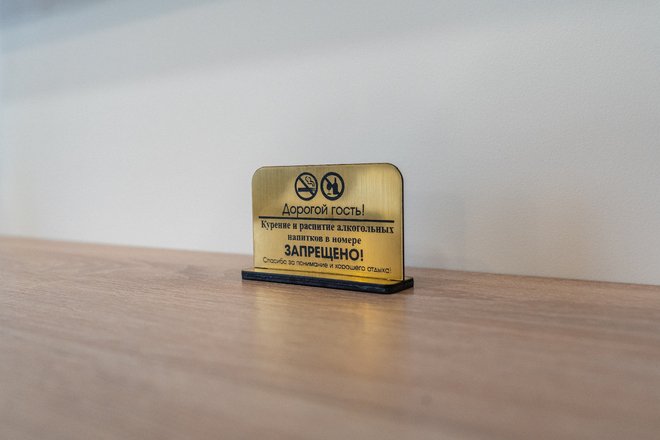 Дорогой гость!
Курение и распитие алкогольных
напитков в номере
ЗАПРЕЩЕНО!
Спасибо за понимание и хорошего отдыха!